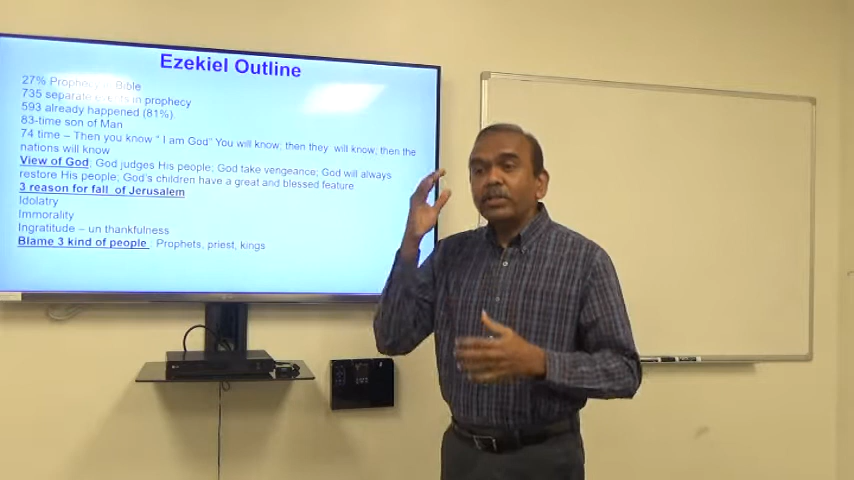 Ezekiel Outline
27% Prophecy in Bible
735 separate events in prophecy
593 already happened (81%)
83-time son of Man
74 time – Then you know “ I am God” You will know; then they will know; then the
nations will know
View of God; God judges His people; God take vengeance; God will always
restore His people; God's children have a great and blessed feature
3 reason for fall of Jerusalem
Idolatry
Immorality
Ingratitude – un thankfulness
Blame 3 kind of people Prophets, priest, kings